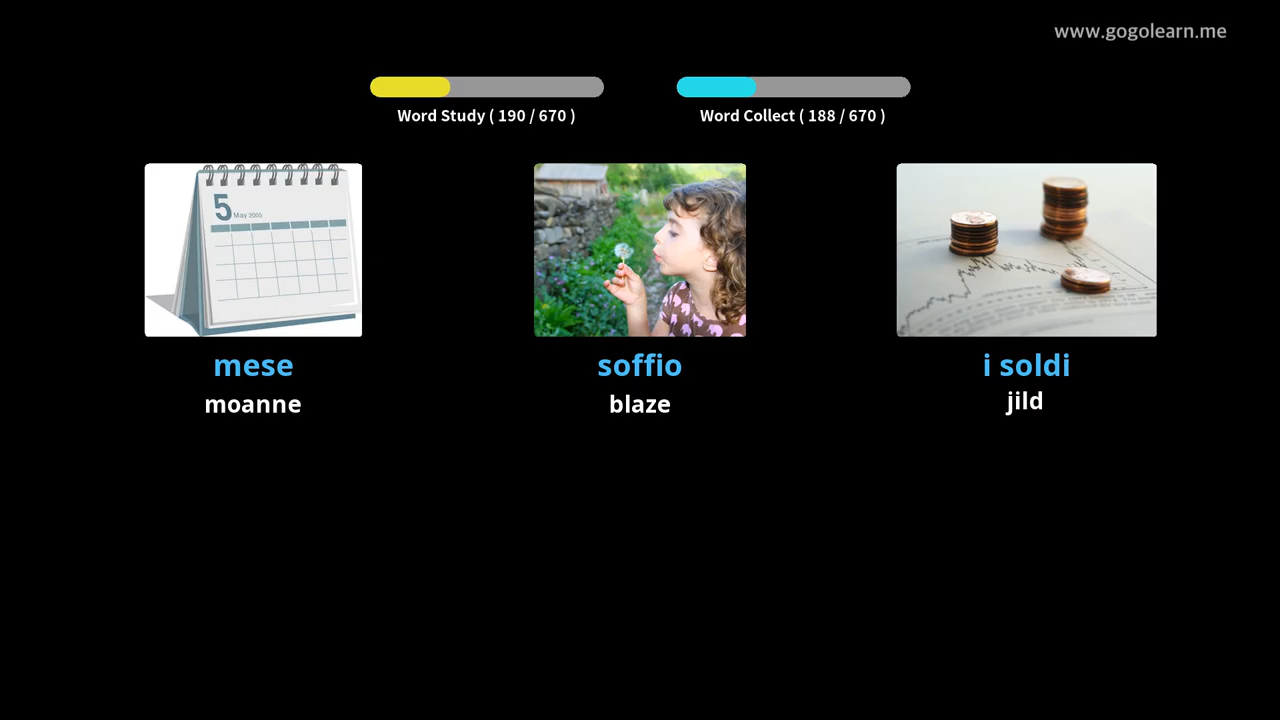 www.gogolearn.me
Word Study ( 190 / 670 )
Word Collect ( 188 / 670 )
5 May 2005
mese
soffio
i soldi
moanne
blaze
jild